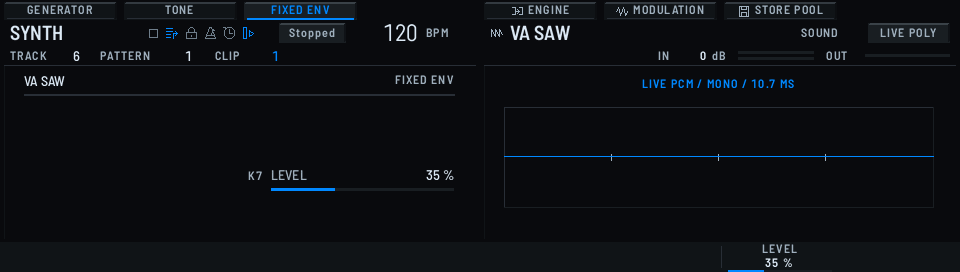 GENERATOR TONE FIXED ENV ENGINE MODULATION STORE POOL
SYNTH Stopped 120 BPM VA SAW SOUND LIVE POLY
TRACK 6 PATTERN 1 CLIP 1 IN 0 dB OUT
VA SAW FIXED ENV LIVE PCM / MONO / 10.7 MS
K7 LEVEL 35 %
LEVEL
35 %